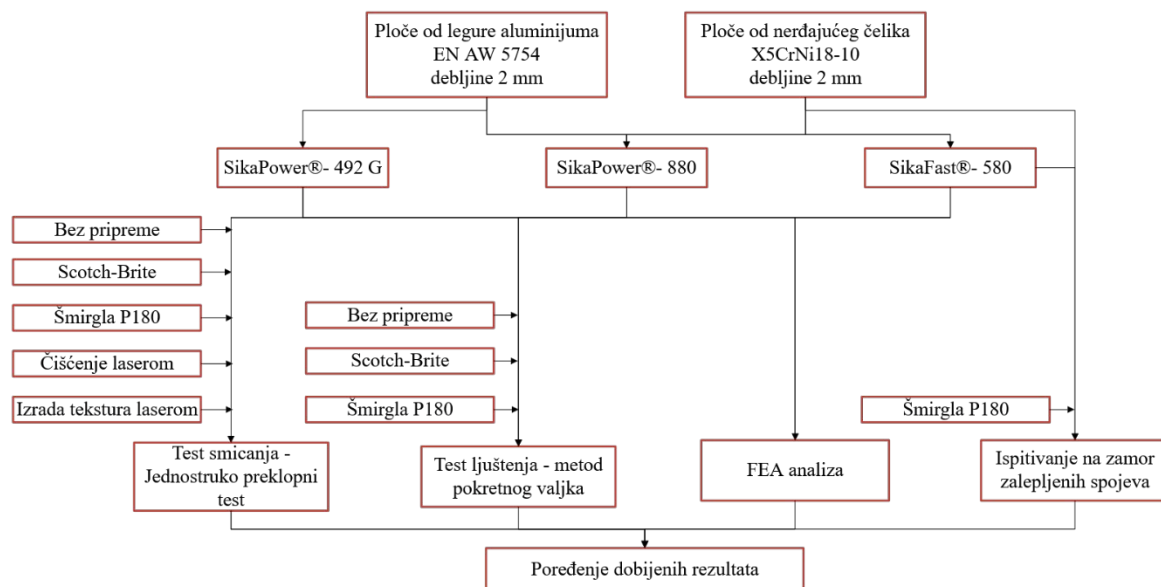 Ploče od legure aluminijuma
EN AW 5754
debljine 2 mm
Ploče od nerđajućeg čelika
X5CrNi18-10
debljine 2 mm
SikaPower®- 492 G
SikaPower®- 880
SikaFast®- 580
Bez pripreme
Scotch-Brite
Šmirgla P180
Čišćenje laserom
Izrada tekstura laserom
Bez pripreme
Scotch-Brite
Šmirgla P180
Šmirgla P180
Test smicanja -
Jednostruko preklopni
test
Test ljuštenja - metod
pokretnog valjka
FEA analiza
Ispitivanje na zamor
zalepljenih spojeva
Poređenje dobijenih rezultata